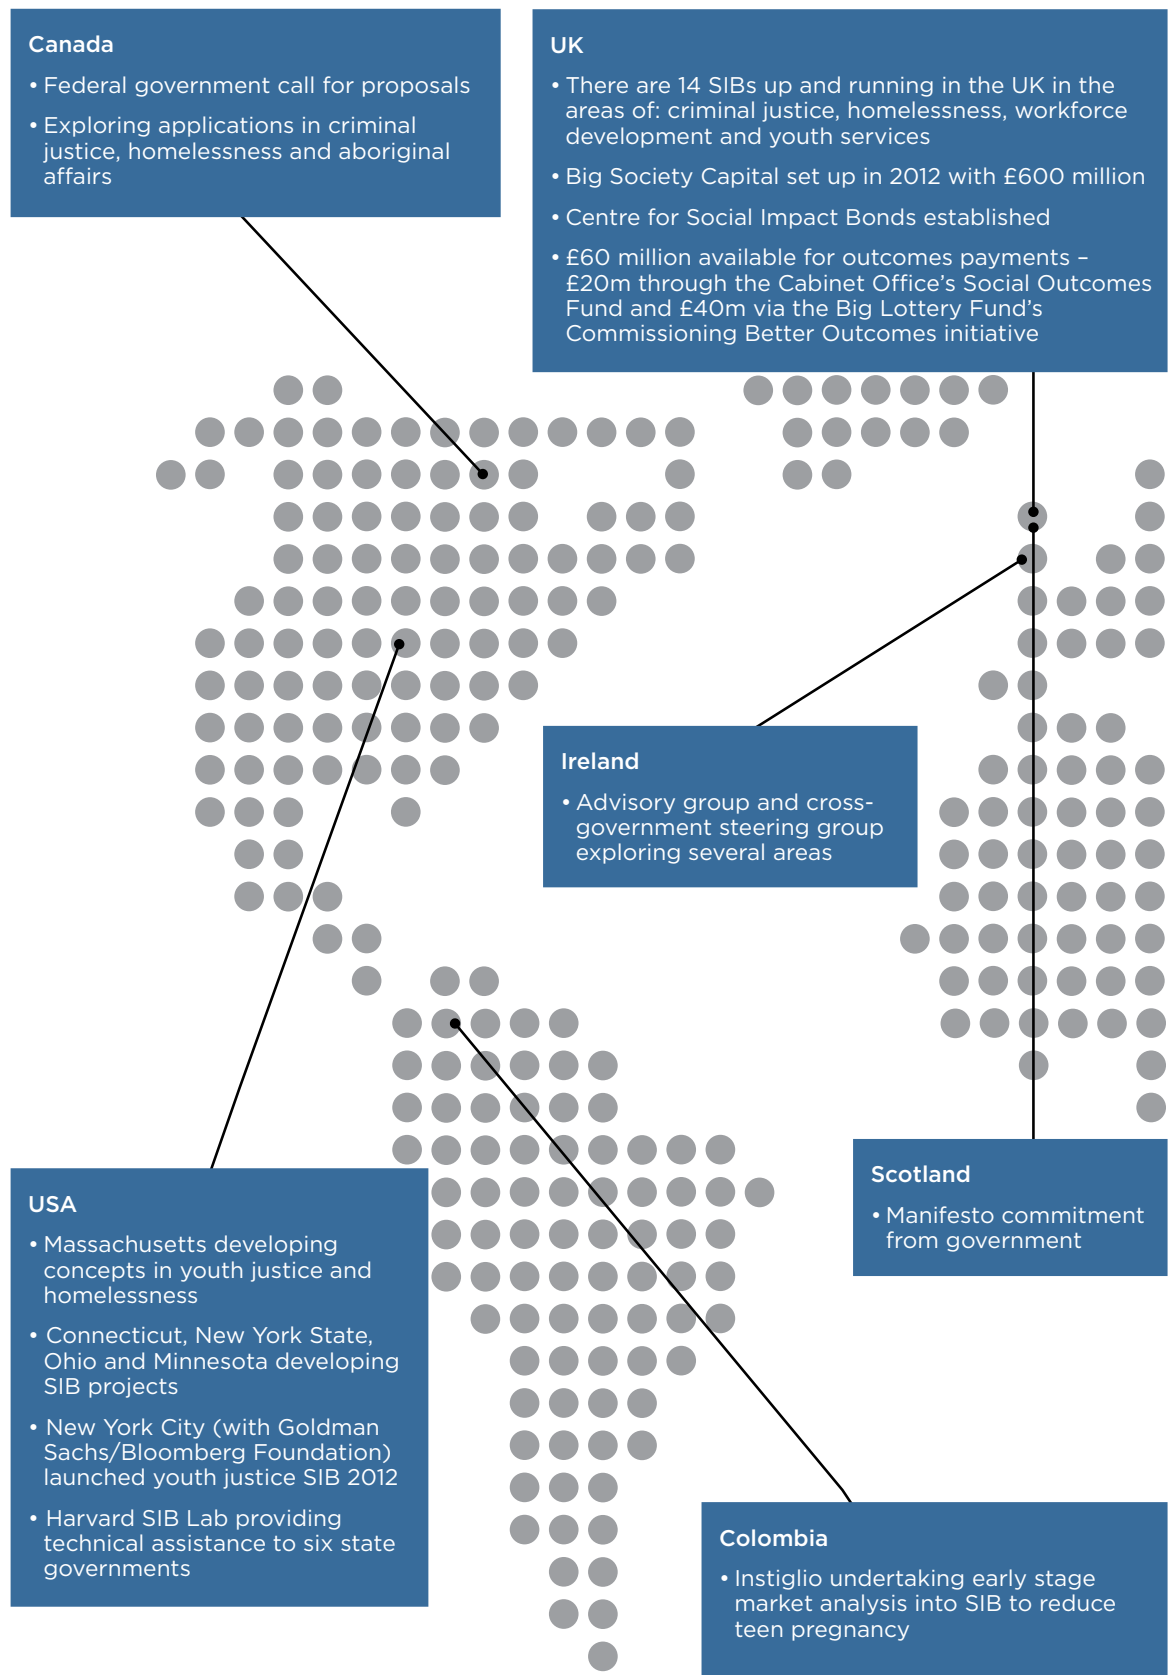 Canada
• Federal government call for proposals
• Exploring applications in criminal
justice, homelessness and aboriginal
affairs
UK
• There are 14 SIBs up and running in the UK in the
areas of: criminal justice, homelessness, workforce
development and youth services
• Big Society Capital set up in 2012 with £600 million
• Centre for Social Impact Bonds established
• £60 million available for outcomes payments –
£20m through the Cabinet Office’s Social Outcomes
Fund and £40m via the Big Lottery Fund’s
Commissioning Better Outcomes initiative
Ireland
• Advisory group and cross-
government steering group
exploring several areas
Scotland
• Manifesto commitment
from government
USA
• Massachusetts developing
concepts in youth justice and
homelessness
• Connecticut, New York State,
Ohio and Minnesota developing
SIB projects
• New York City (with Goldman
Sachs/Bloomberg Foundation)
launched youth justice SIB 2012
• Harvard SIB Lab providing
technical assistance to six state
governments
Colombia
• Instiglio undertaking early stage
market analysis into SIB to reduce
teen pregnancy